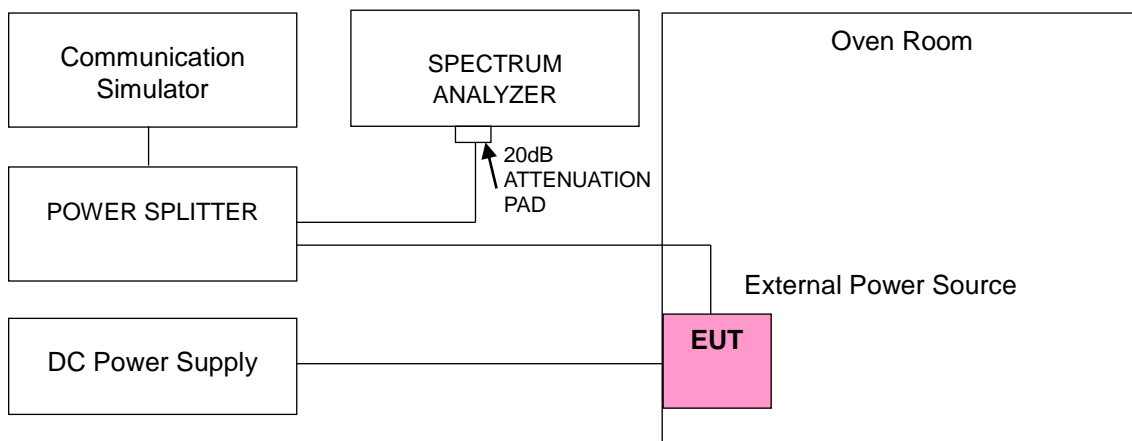 Communication
Simulator
SPECTRUM
ANALYZER
Oven Room
20dB
ATTENUATION
PAD
POWER SPLITTER
External Power Source
EUT
DC Power Supply